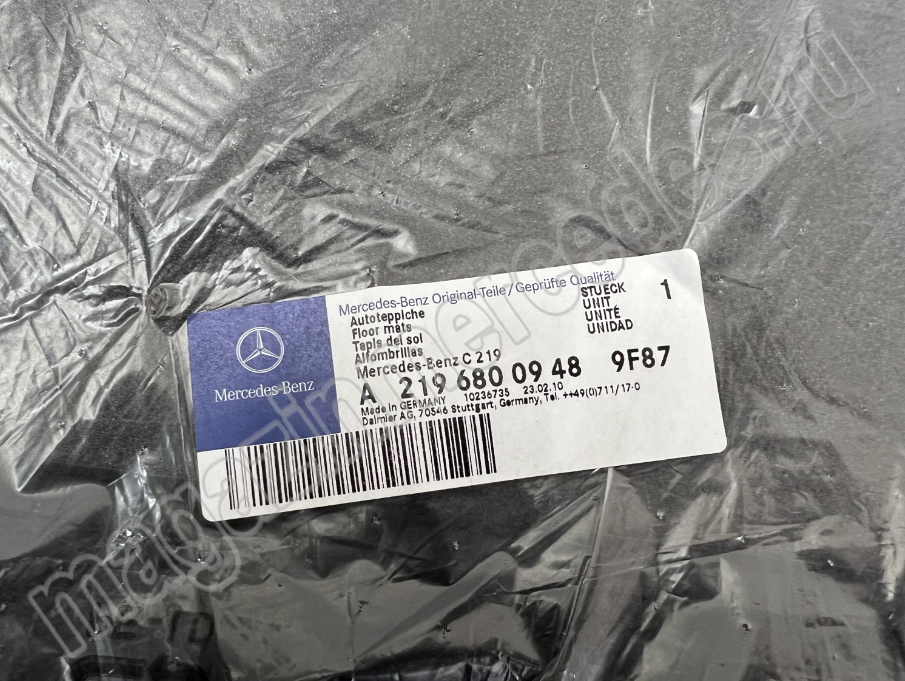 Mercedes-Benz Original-Teile/Geprüfte Qualität
Autoteppiche
Floor mats
Tapis del sol
Alfombrillas
Mercedes-Benz C 219
STUECK 1
UNIT
UNITÉ
UNIDAD
A 219 680 09 48 9F87
Made in GERMANY 10236735 23.02.10
Daimler AG, 70546 Stuttgart, Germany, Tel. ++49(0)711/17-0
Mercedes-Benz
magazinmercedes.ru